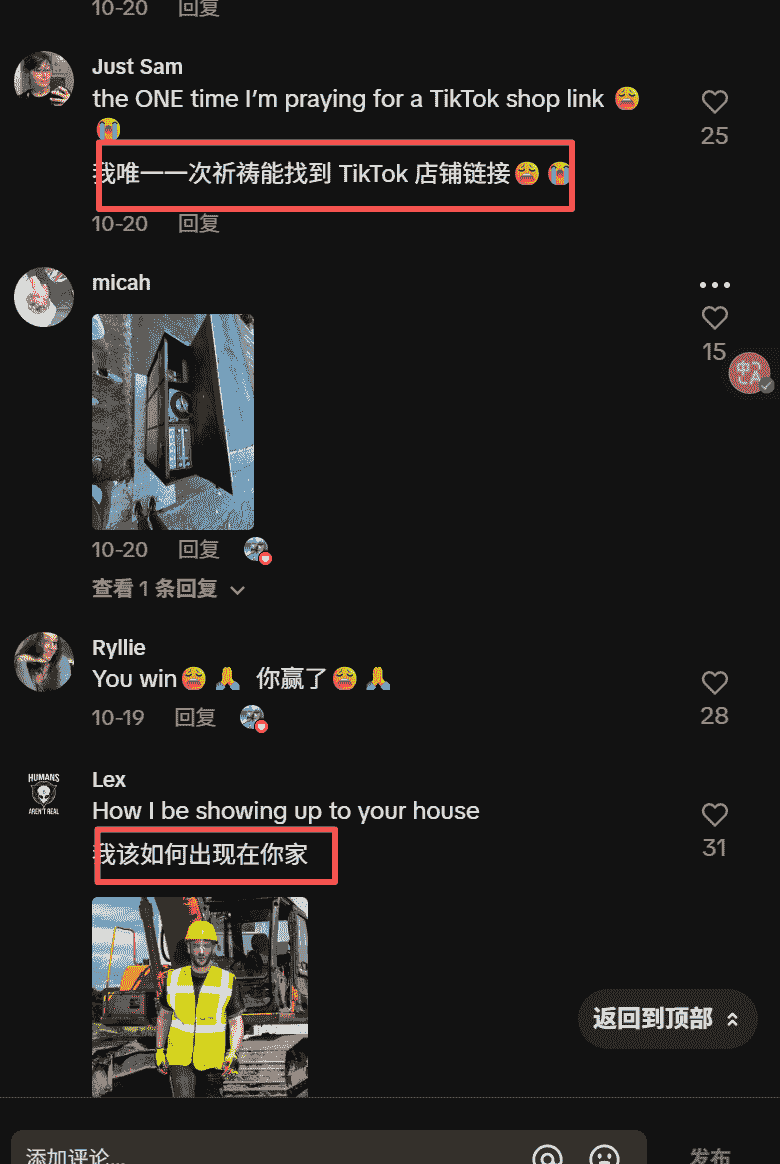 10-20 回复
Just Sam
the ONE time I’m praying for a TikTok shop link 😩
😭
25
我唯一一次祈祷能找到 TikTok 店铺链接😩 😭
10-20 回复
micah
15
10-20 回复
查看 1 条回复
Ryllie
You win😩 🙏 你赢了😩 🙏
28
10-19 回复
HUMANS
AREN'T REAL
Lex
How I be showing up to your house
31
我该如何出现在你家
返回到顶部
添加评论...
发布